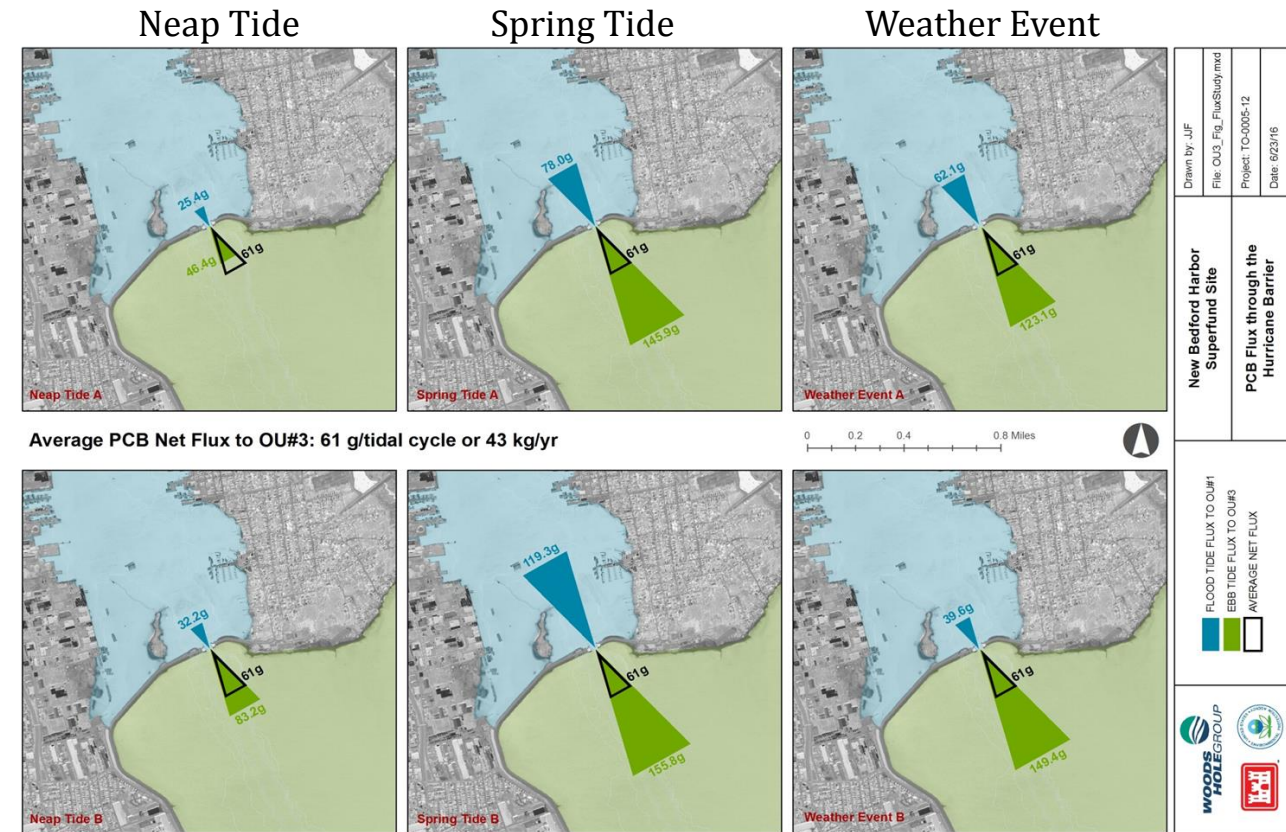 Neap Tide
Spring Tide
Weather Event
25.4g
46.4g
61g
Neap Tide A
78.0g
61g
145.9g
Spring Tide A
62.1g
61g
123.1g
Weather Event A
Average PCB Net Flux to OU#3: 61 g/tidal cycle or 43 kg/yr
0 0.2 0.4 0.8 Miles
32.2g
61g
83.2g
Neap Tide B
119.3g
61g
155.8g
Spring Tide B
39.6g
61g
149.4g
Weather Event B
Drawn by: JJF
File: OU3_Fig_FluxStudy.mxd
Project: TO-0005-12
Date: 6/23/16
New Bedford Harbor
Superfund Site
PCB Flux through the
Hurricane Barrier
FLOOD TIDE FLUX TO OU#1
EBB TIDE FLUX TO OU#3
AVERAGE NET FLUX
WOODS
HOLEGROUP